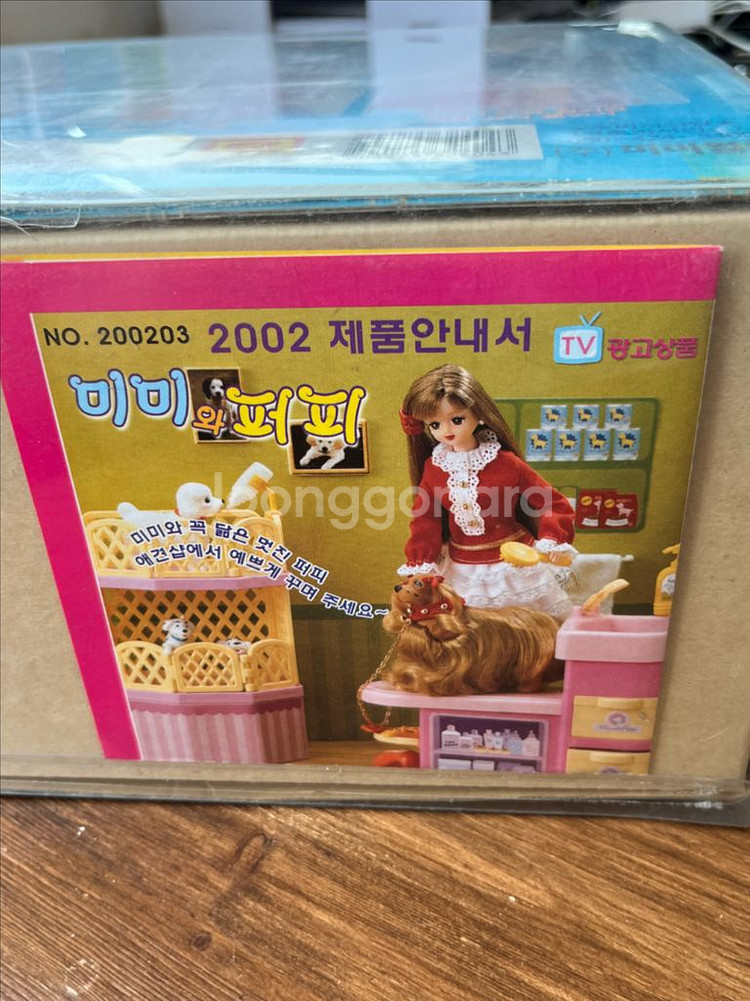 NO. 200203 2002 제품안내서 TV 광고상품
미미와 퍼피
미미와 꼭 닮은 멋진 퍼피
애견샵에서 예쁘게 꾸며 주세요~
joonggonara